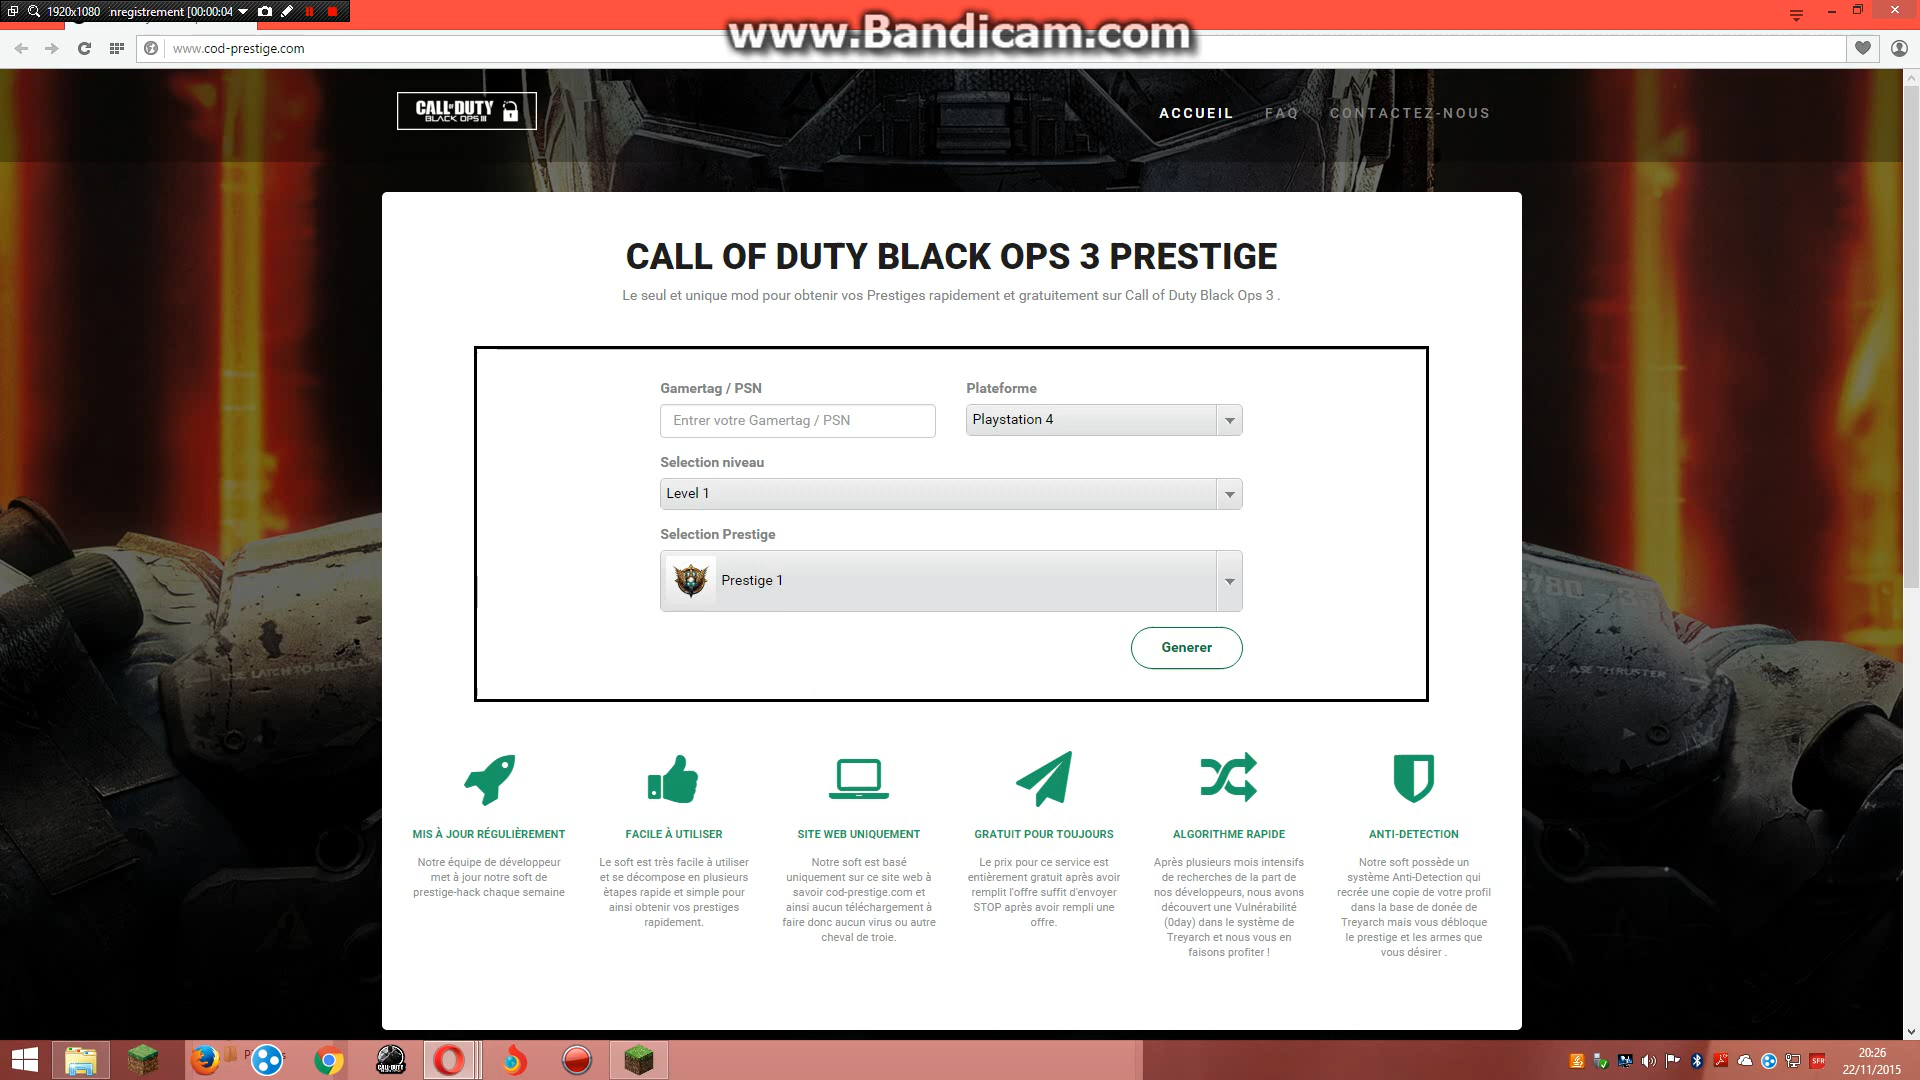 1920x1080 nregistrement [00:00:04
www.Bandicam.com
www.cod-prestige.com
CALL OF DUTY
BLACK OPS III
ACCUEIL FAQ CONTACTEZ-NOUS
CALL OF DUTY BLACK OPS 3 PRESTIGE
Le seul et unique mod pour obtenir vos Prestiges rapidement et gratuitement sur Call of Duty Black Ops 3 .
Gamertag / PSN Plateforme
Entrer votre Gamertag / PSN Playstation 4
Selection niveau
Level 1
Selection Prestige
Prestige 1
Generer
MIS À JOUR RÉGULIÈREMENT
Notre équipe de développeur
met à jour notre soft de
prestige-hack chaque semaine
FACILE À UTILISER
Le soft est très facile à utiliser
et se décompose en plusieurs
ètapes rapide et simple pour
ainsi obtenir vos prestiges
rapidement.
SITE WEB UNIQUEMENT
Notre soft est basé
uniquement sur ce site web à
savoir cod-prestige.com et
ainsi aucun téléchargement à
faire donc aucun virus ou autre
cheval de troie.
GRATUIT POUR TOUJOURS
Le prix pour ce service est
entièrement gratuit après avoir
remplit l'offre suffit d'envoyer
STOP après avoir rempli une
offre.
ALGORITHME RAPIDE
Après plusieurs mois intensifs
de recherches de la part de
nos développeurs, nous avons
découvert une Vulnérabilité
(0day) dans le système de
Treyarch et nous vous en
faisons profiter !
ANTI-DETECTION
Notre soft possède un
système Anti-Detection qui
recrée une copie de votre profil
dans la base de donée de
Treyarch mais vous débloque
le prestige et les armes que
vous désirer .
SFR
20:26
22/11/2015